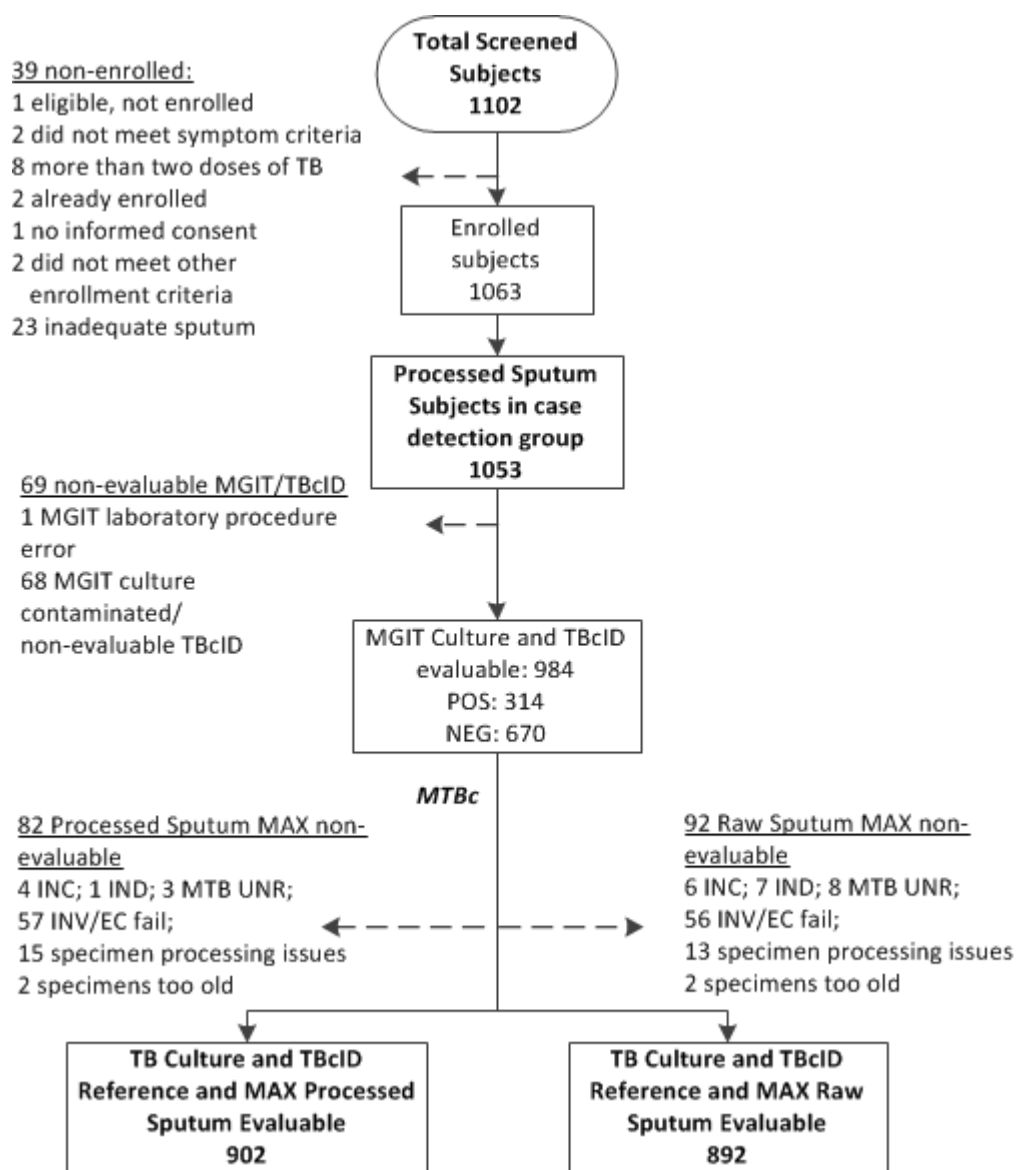 Total Screened
Subjects
1102
39 non-enrolled:
1 eligible, not enrolled
2 did not meet symptom criteria
8 more than two doses of TB
2 already enrolled
1 no informed consent
2 did not meet other
enrollment criteria
23 inadequate sputum
Enrolled
subjects
1063
Processed Sputum
Subjects in case
detection group
1053
69 non-evaluable MGIT/TBcID
1 MGIT laboratory procedure
error
68 MGIT culture
contaminated/
non-evaluable TBcID
MGIT Culture and TBcID
evaluable: 984
POS: 314
NEG: 670
MTBc
82 Processed Sputum MAX non-
evaluable
4 INC; 1 IND; 3 MTB UNR;
57 INV/EC fail;
15 specimen processing issues
2 specimens too old
92 Raw Sputum MAX non-
evaluable
6 INC; 7 IND; 8 MTB UNR;
56 INV/EC fail;
13 specimen processing issues
2 specimens too old
TB Culture and TBcID
Reference and MAX Processed
Sputum Evaluable
902
TB Culture and TBcID
Reference and MAX Raw
Sputum Evaluable
892